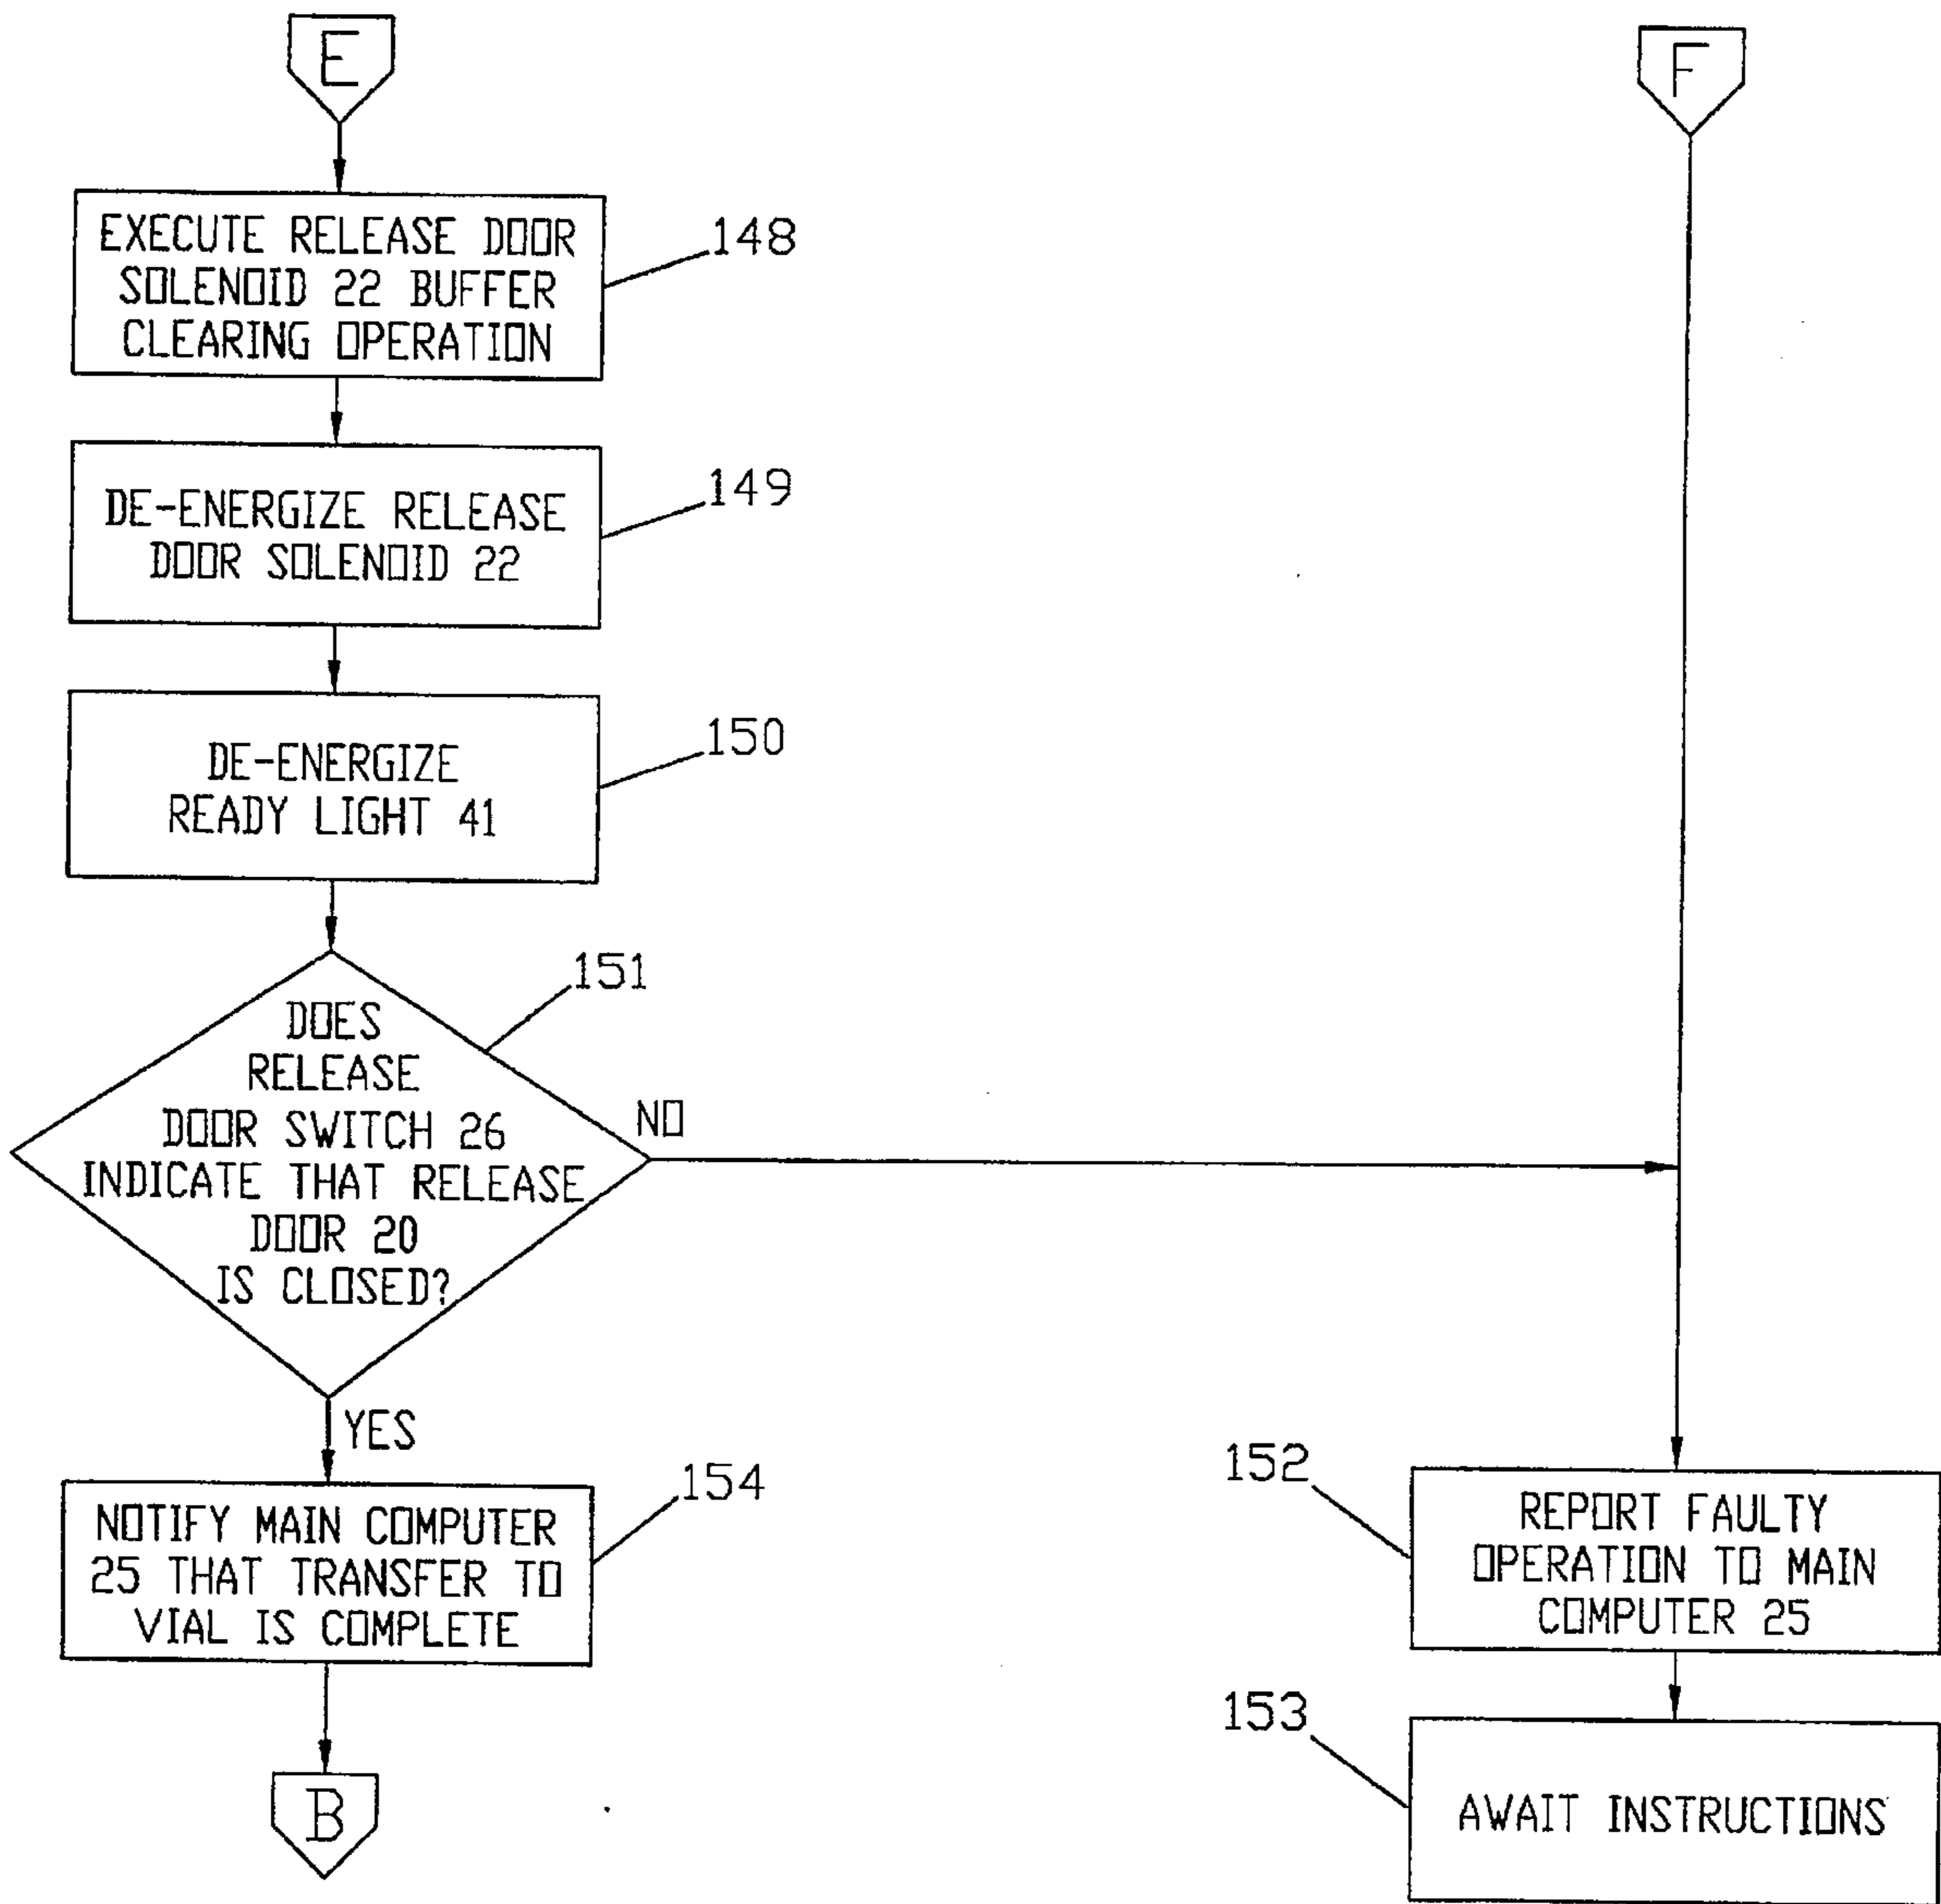 E
EXECUTE RELEASE DOOR
SOLENOID 22 BUFFER
CLEARING OPERATION
148
DE-ENERGIZE RELEASE
DOOR SOLENOID 22
149
DE-ENERGIZE
READY LIGHT 41
150
DOES
RELEASE
DOOR SWITCH 26
INDICATE THAT RELEASE
DOOR 20
IS CLOSED?
151
NO
YES
NOTIFY MAIN COMPUTER
25 THAT TRANSFER TO
VIAL IS COMPLETE
154
B
F
152
REPORT FAULTY
OPERATION TO MAIN
COMPUTER 25
153
AWAIT INSTRUCTIONS